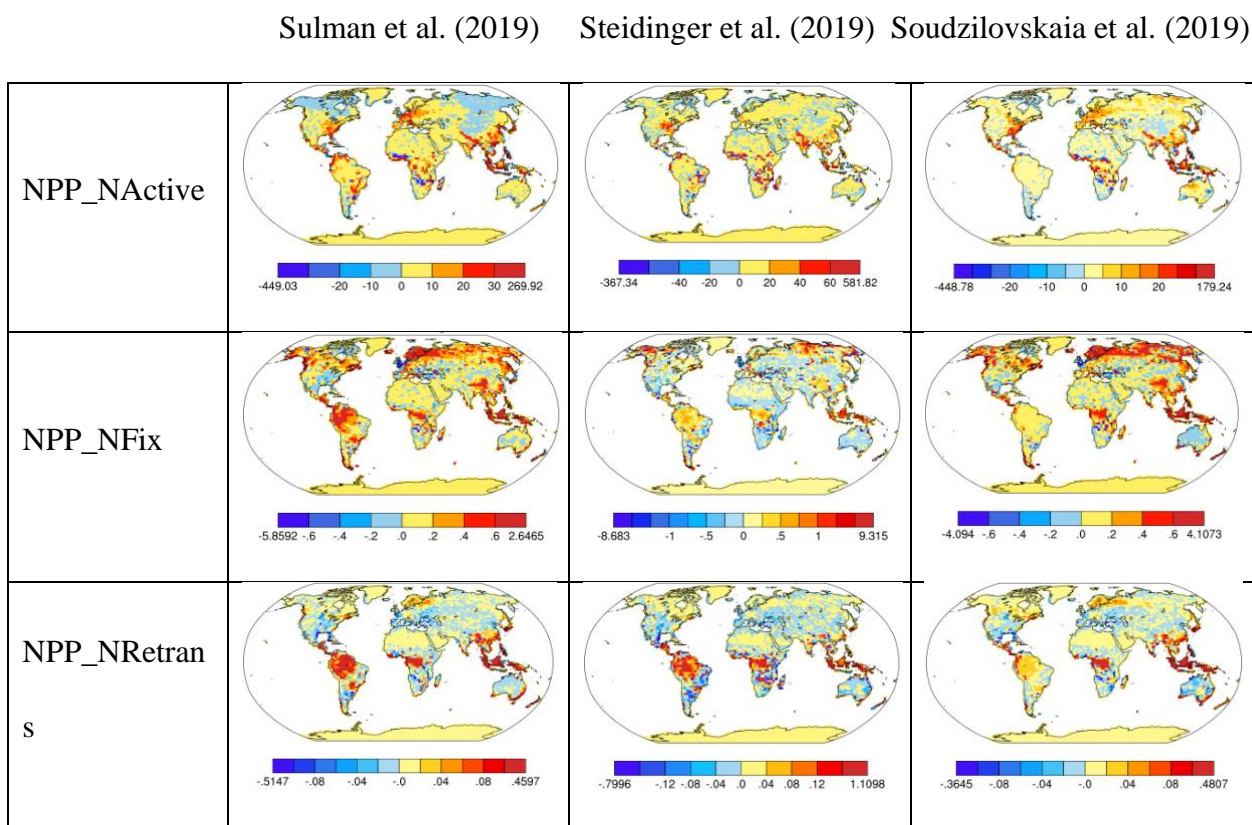 Sulman et al. (2019) Steidinger et al. (2019) Soudzilovskaia et al. (2019)
NPP_NActive
-449.03 -20 -10 0 10 20 30 269.92
-367.34 -40 -20 0 20 40 60 581.82
-448.78 -20 -10 0 10 20 179.24
NPP_NFix
-5.8592 -.6 -.4 -.2 .0 .2 .4 .6 2.6465
-8.683 -1 -.5 0 .5 1 9.315
-4.094 -.6 -.4 -.2 .0 .2 .4 .6 4.1073
NPP_NRetran
s
-.5147 -.08 -.04 -.0 .04 .08 .4597
-.7996 -.12 -.08 -.04 .0 .04 .08 .12 1.1098
-.3645 -.08 -.04 -.0 .04 .08 .4807